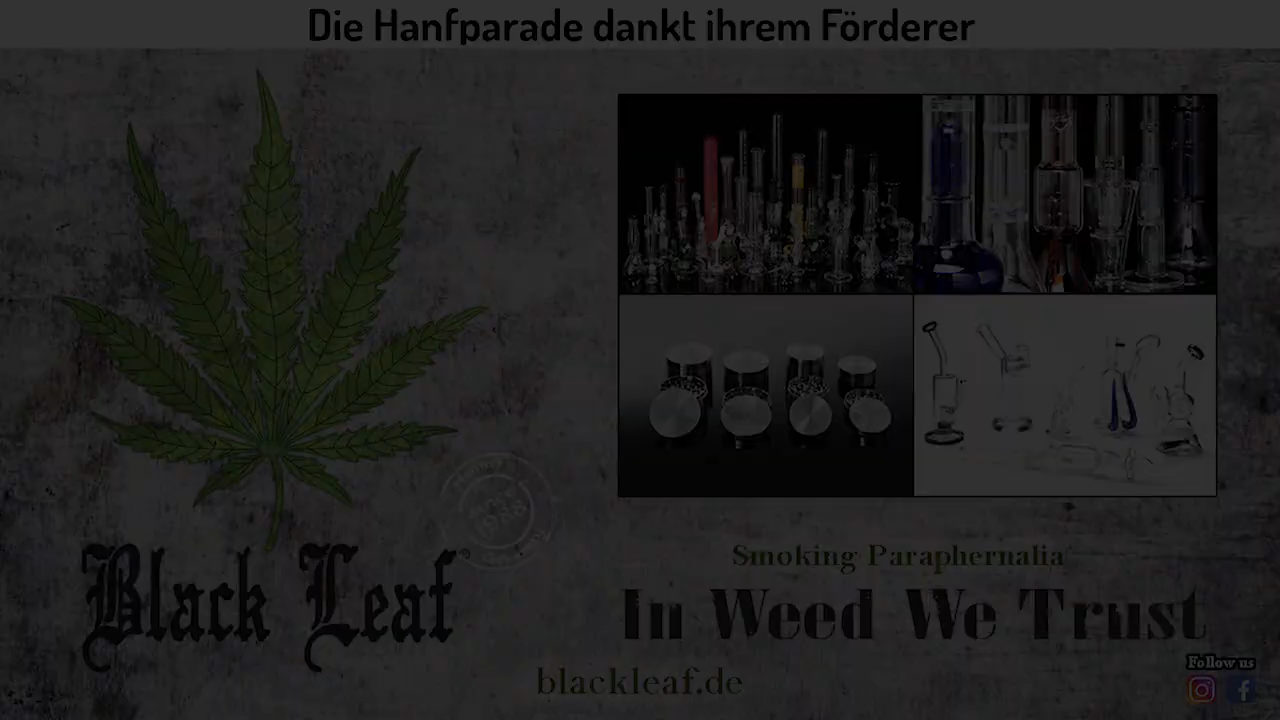 Die Hanfparade dankt ihrem Förderer
Black Leaf
Smoking Paraphernalia
In Weed We Trust
blackleaf.de
Follow us